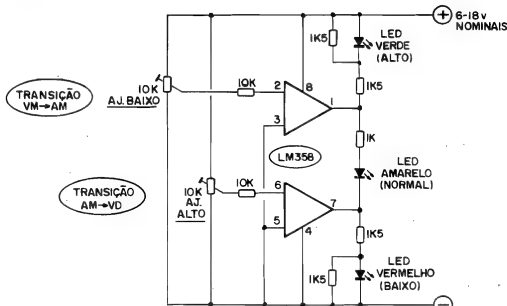 6-18v
NOMINAIS
LED
VERDE
(ALTO)
1K5
1K5
TRANSIÇÃO
VM→AM
10K
AJ. BAIXO
10K
2
8
1
3
1K
LM358
LED
AMARELO
(NORMAL)
TRANSIÇÃO
AM→VD
10K
AJ.
ALTO
10K
6
7
5
4
1K5
1K5
LED
VERMELHO
(BAIXO)